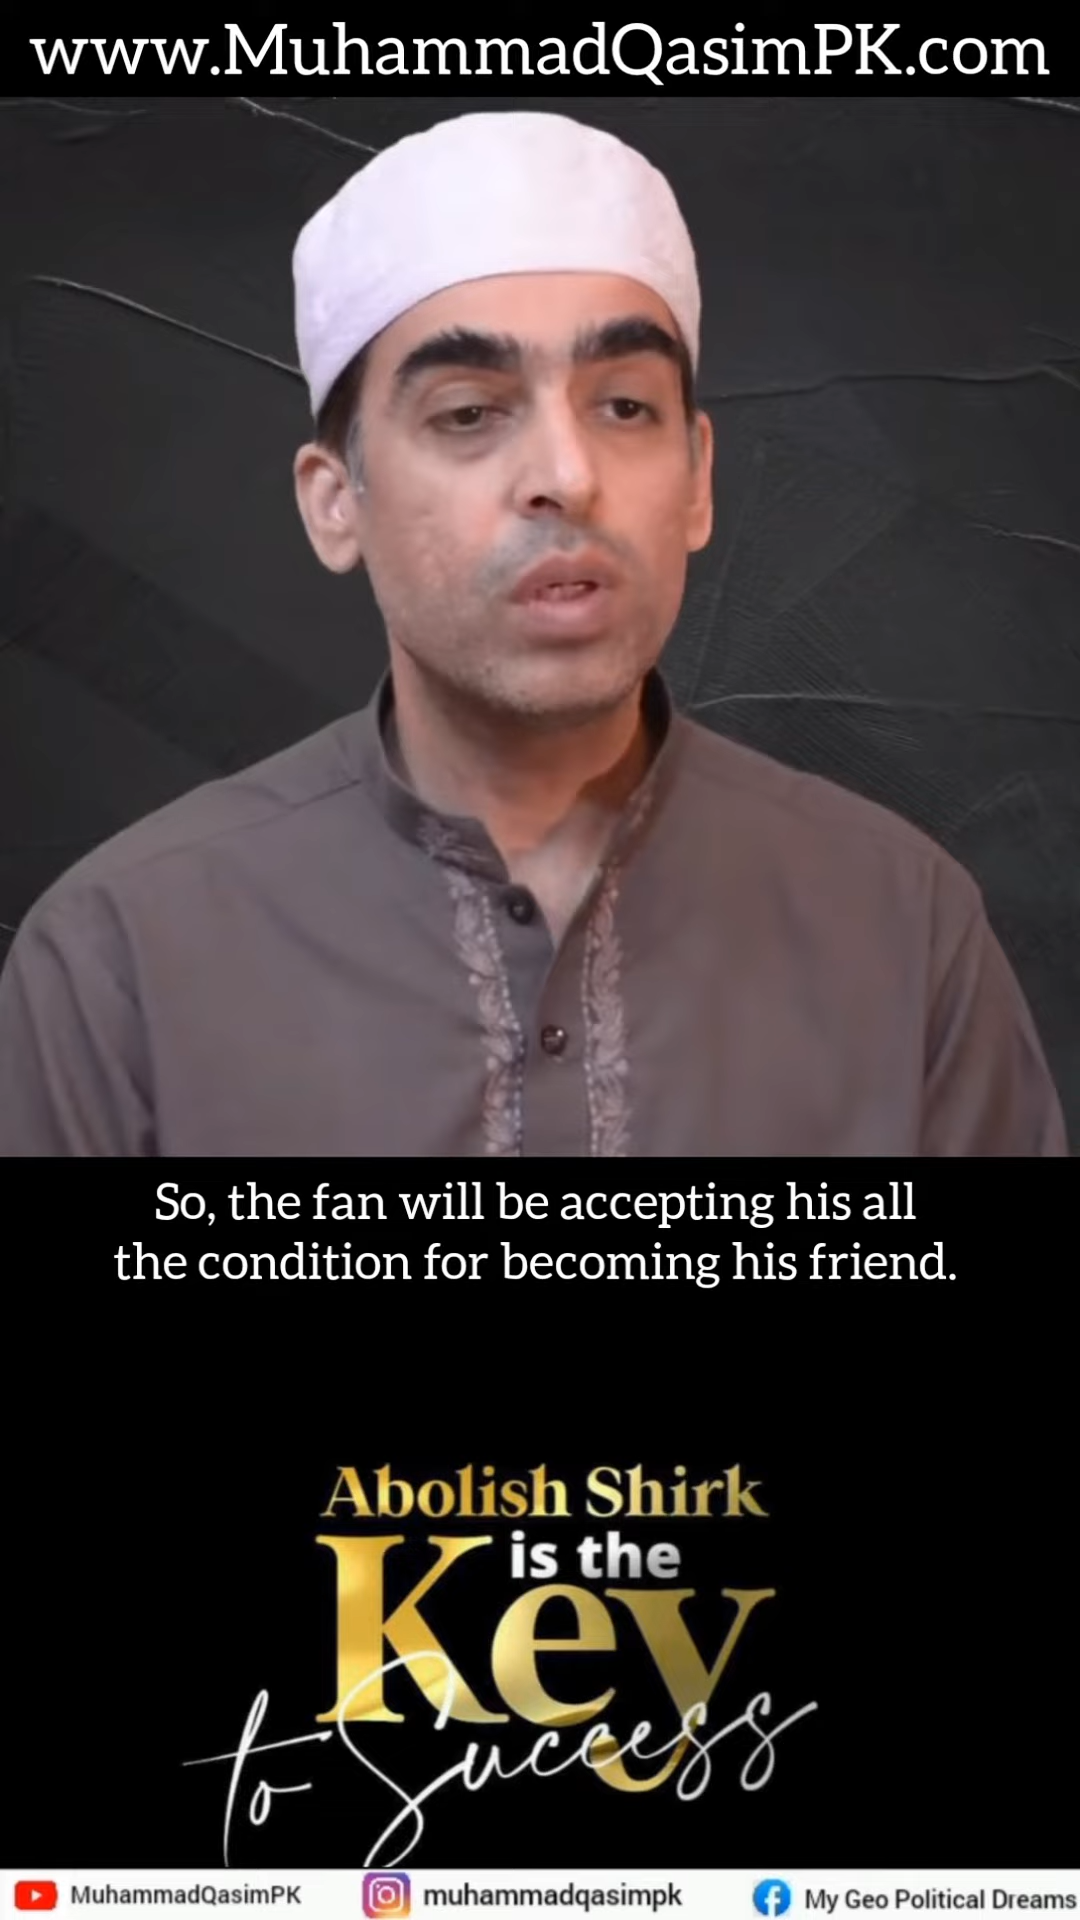 www.MuhammadQasimPK.com
So, the fan will be accepting his all
the condition for becoming his friend.
Abolish Shirk
is the
Key
to Success
MuhammadQasimPK muhammadqasimpk My Geo Political Dreams